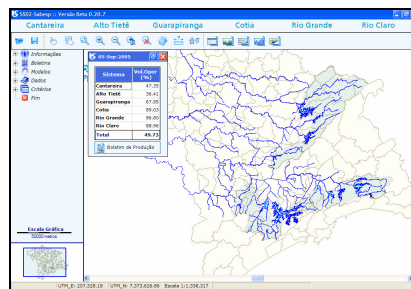 SSD2-Sabesp :: Versão Beta 0.20.7
Cantareira Alto Tietê Guarapiranga Cotia Rio Grande Rio Claro
Informações
Boletins
Modelos
Dados
Critérios
Fim
05-Sep-2005
Sistema Vol.Oper (%)
Cantareira 47.35
Alto Tietê 36.41
Guarapiranga 67.95
Cotia 89.03
Rio Grande 86.80
Rio Claro 88.96
Total 49.73
Boletim de Produção
Escala Gráfica
50000 metros
UTM_E: 207,328.18 UTM_N: 7,373,626.86 Escala 1:1.336,317